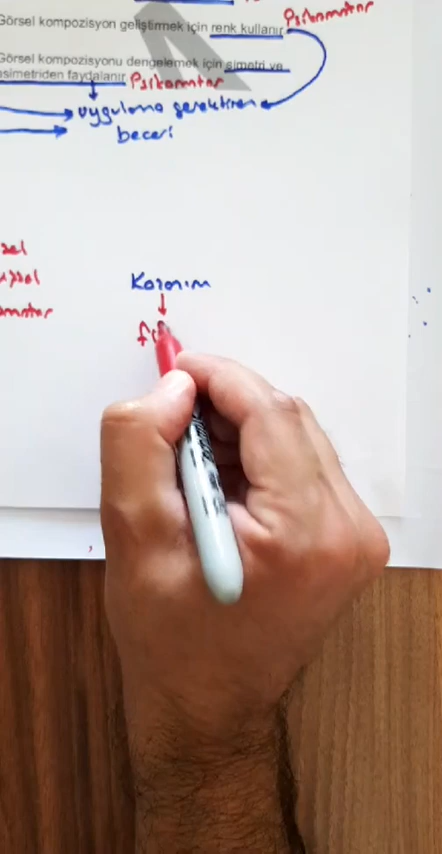 Psikomotor
Görsel kompozisyon geliştirmek için renk kullanır
Görsel kompozisyonu dengelemek için simetri ve
asimetriden faydalanır Psikomotor
uygulama gerektiren
beceri
Kazanım